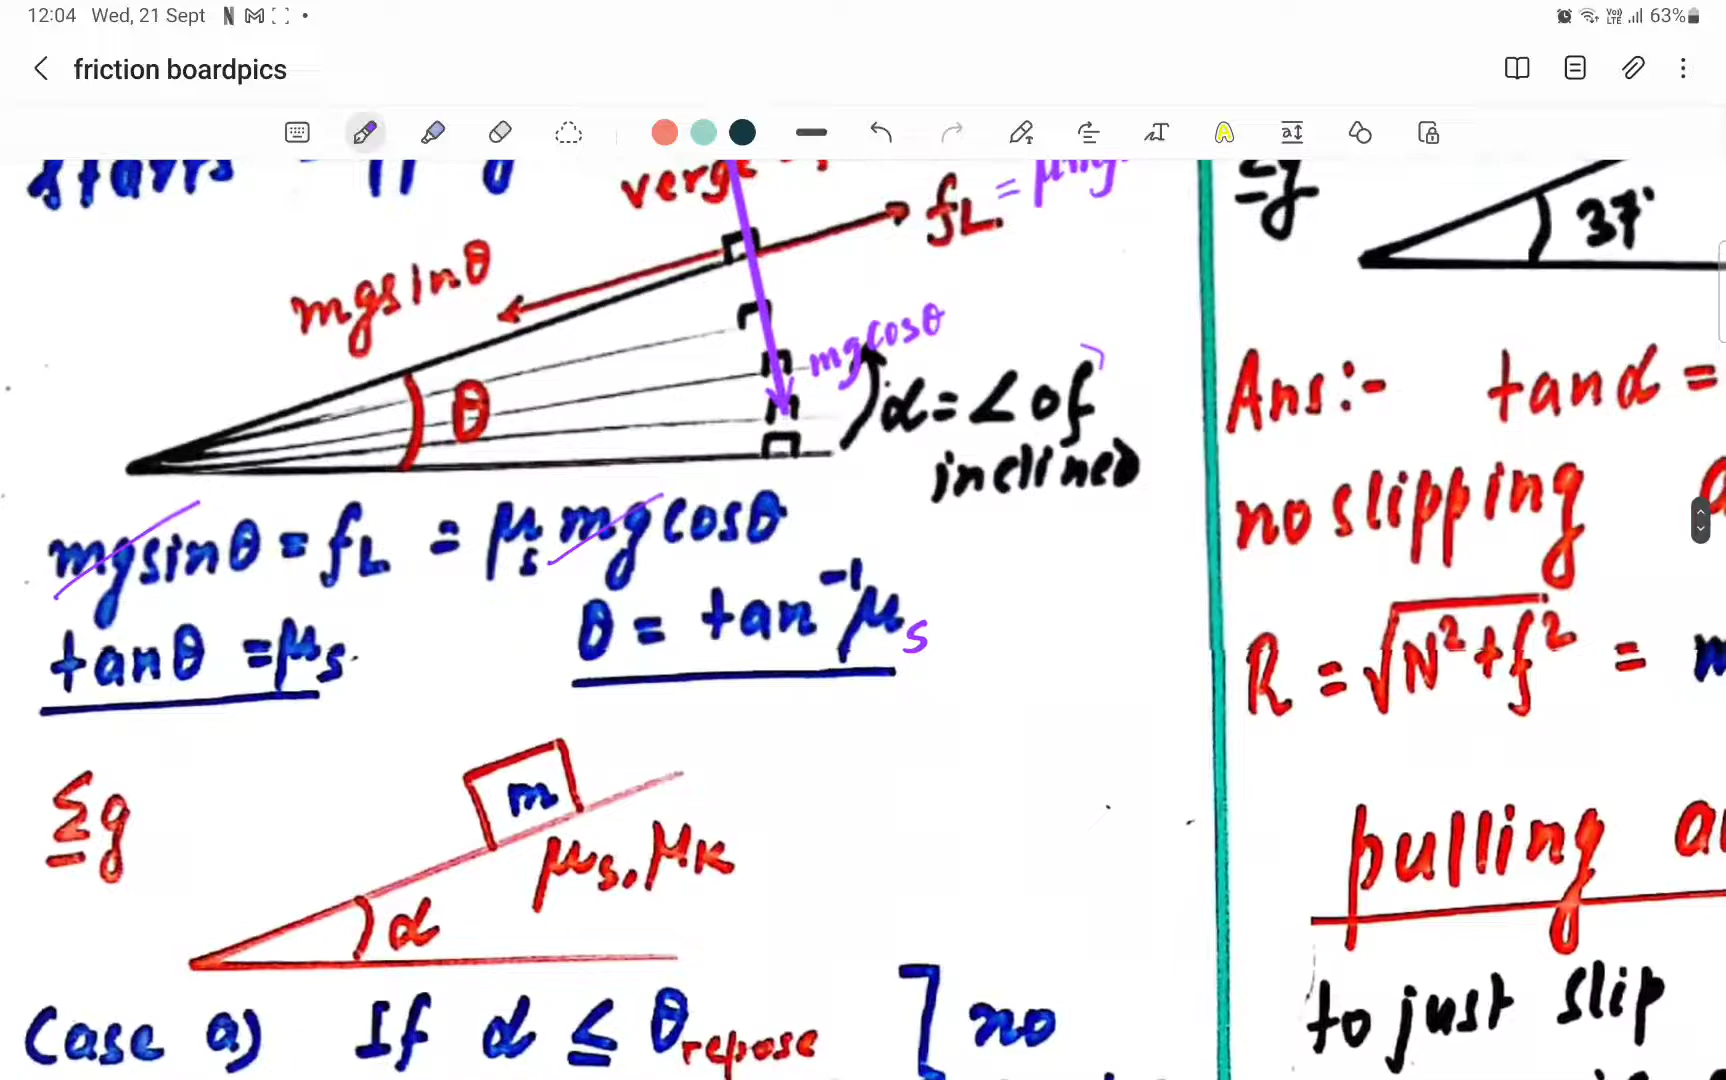 12:04 Wed, 21 Sept
63%
friction boardpics
starts
verge
fL = μmg
mgsinθ
θ
mgcosθ
α = ∠ of
inclined
mgsinθ = fL = μs mgcosθ
tanθ = μs.
θ = tan⁻¹μs
Eg
m
μs, μK
α
Case a) If α ≤ θrepose ] no
Eg
37°
Ans:- tanα =
no slipping
R = √N²+f² =
pulling
to just slip